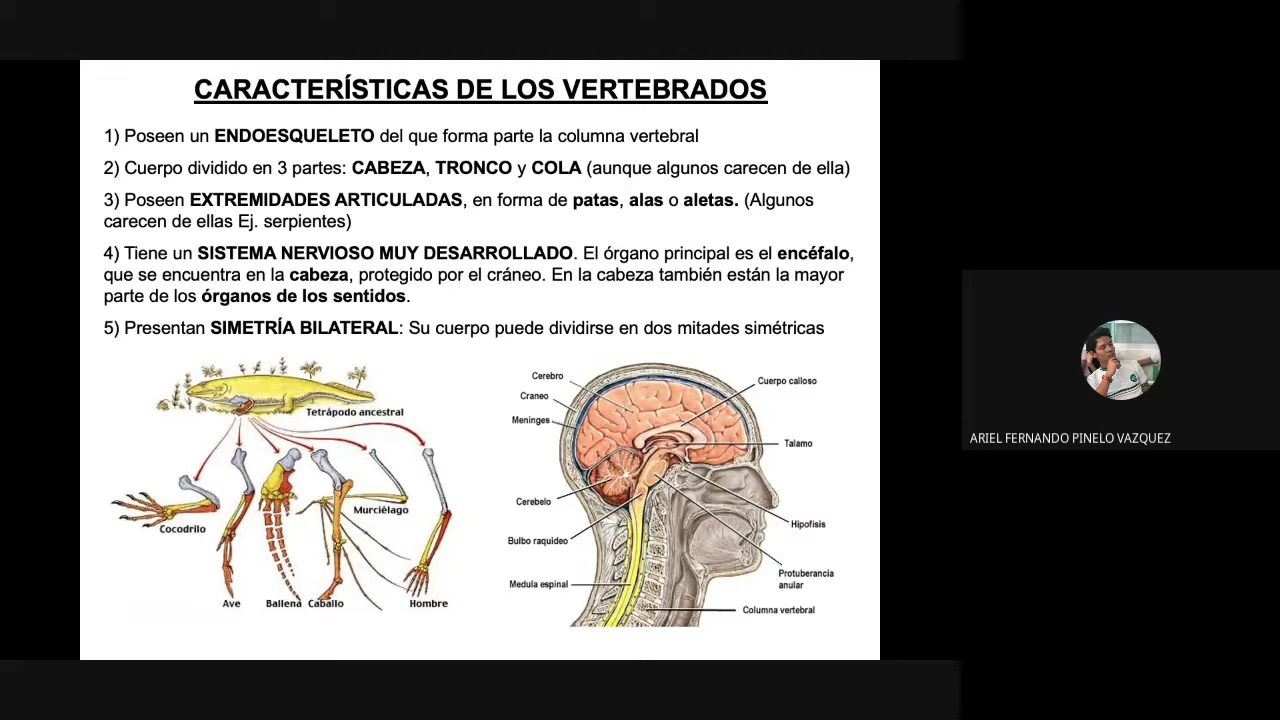 CARACTERÍSTICAS DE LOS VERTEBRADOS
1) Poseen un ENDOESQUELETO del que forma parte la columna vertebral
2) Cuerpo dividido en 3 partes: CABEZA, TRONCO y COLA (aunque algunos carecen de ella)
3) Poseen EXTREMIDADES ARTICULADAS, en forma de patas, alas o aletas. (Algunos
carecen de ellas Ej. serpientes)
4) Tiene un SISTEMA NERVIOSO MUY DESARROLLADO. El órgano principal es el encéfalo,
que se encuentra en la cabeza, protegido por el cráneo. En la cabeza también están la mayor
parte de los órganos de los sentidos.
5) Presentan SIMETRÍA BILATERAL: Su cuerpo puede dividirse en dos mitades simétricas
Tetrápodo ancestral
Cocodrilo
Murciélago
Ave
Ballena
Caballo
Hombre
Cerebro
Craneo
Meninges
Cerebelo
Bulbo raquideo
Medula espinal
Cuerpo calloso
Talamo
Hipofisis
Protuberancia
anular
Columna vertebral
ARIEL FERNANDO PINELO VAZQUEZ